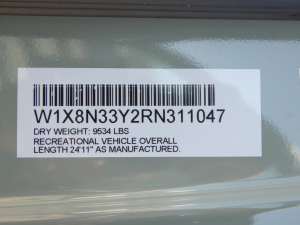 W1X8N33Y2RN311047
DRY WEIGHT: 9534 LBS
RECREATIONAL VEHICLE OVERALL
LENGTH 24'11" AS MANUFACTURED.